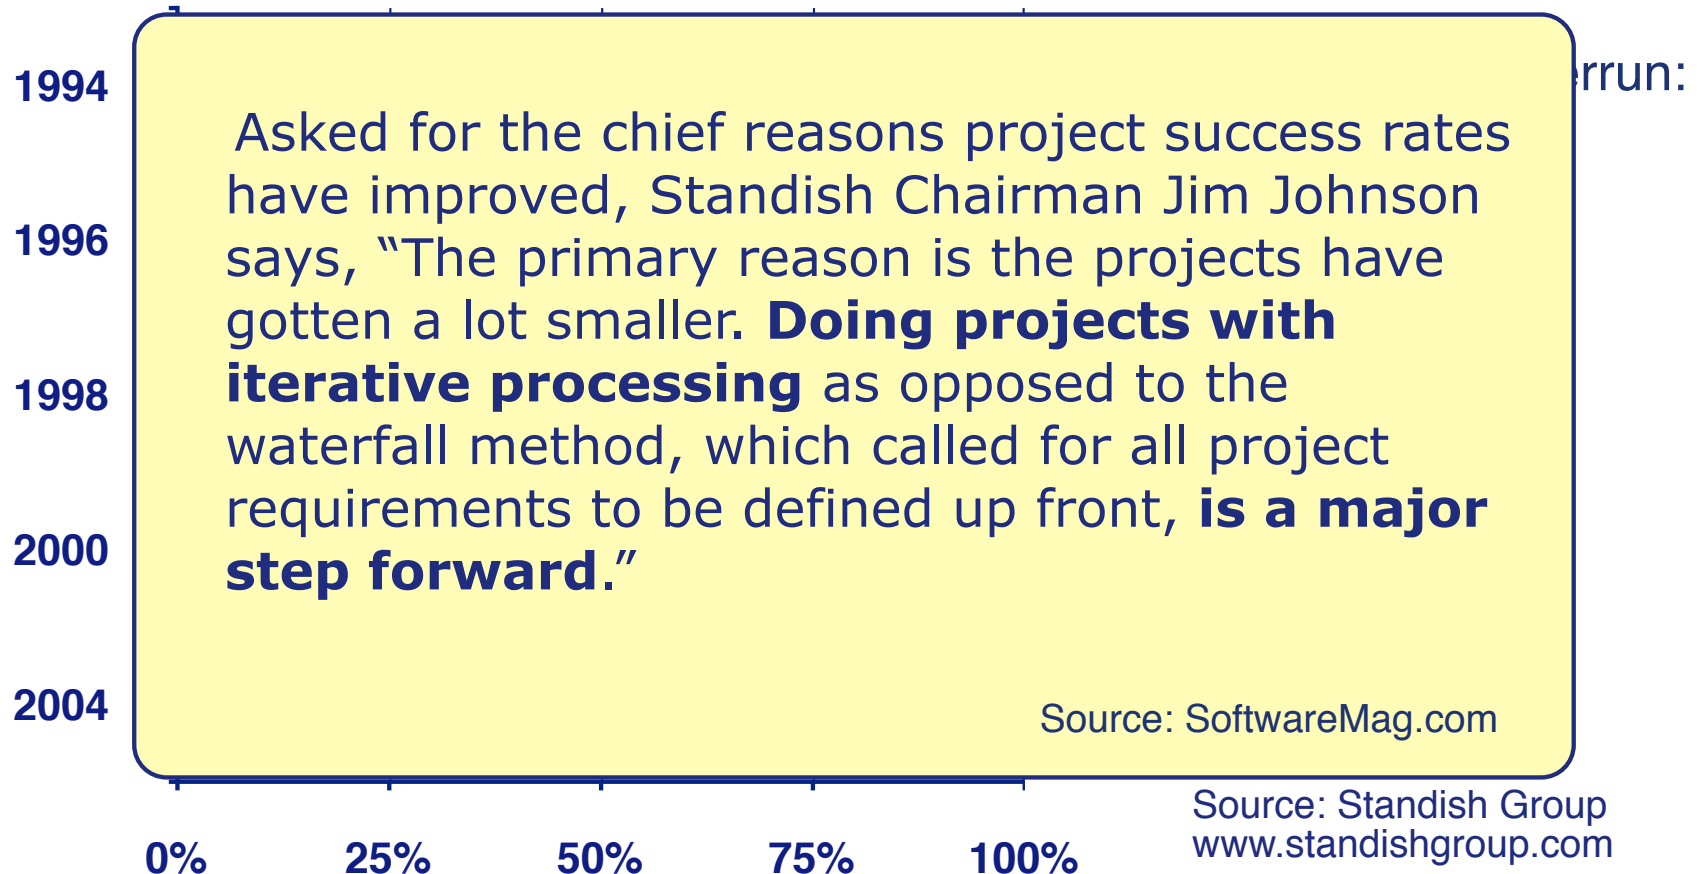 1994
errun:
Asked for the chief reasons project success rates
have improved, Standish Chairman Jim Johnson
says, “The primary reason is the projects have
1996
gotten a lot smaller. Doing projects with
iterative processing as opposed to the
1998
waterfall method, which called for all project
requirements to be defined up front, is a major
2000
step forward.”
2004
Source: SoftwareMag.com
Source: Standish Group
www.standishgroup.com
0% 25% 50% 75% 100%